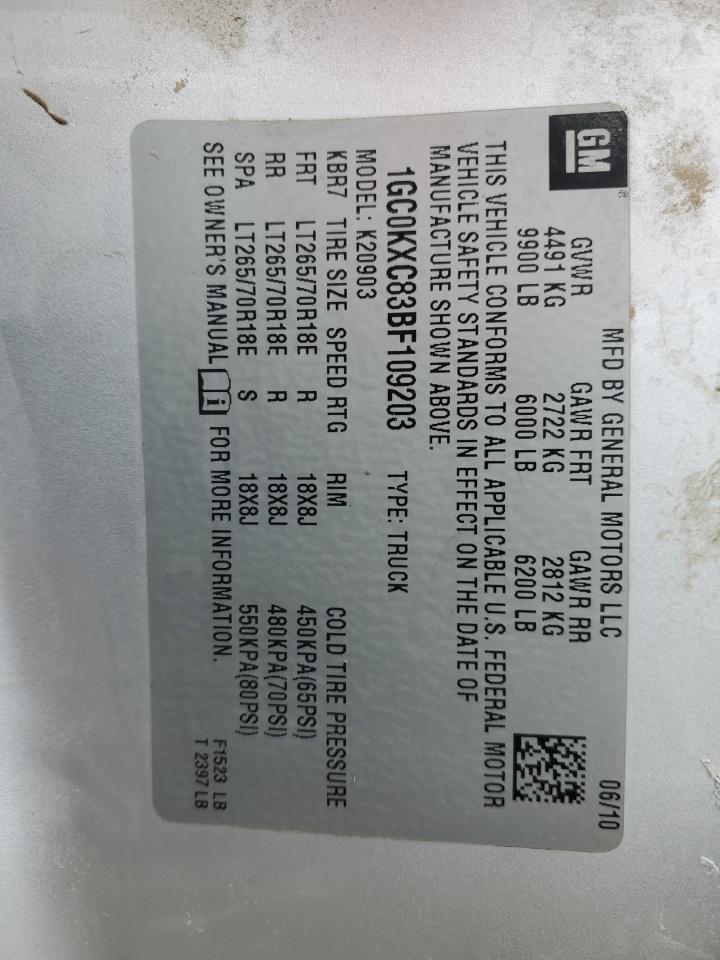 GM®
MFD BY GENERAL MOTORS LLC 06/10
GVWR GAWR FRT GAWR RR
4491 KG 2722 KG 2812 KG
9900 LB 6000 LB 6200 LB
THIS VEHICLE CONFORMS TO ALL APPLICABLE U.S. FEDERAL MOTOR
VEHICLE SAFETY STANDARDS IN EFFECT ON THE DATE OF
MANUFACTURE SHOWN ABOVE.
1GC0KXC83BF109203 TYPE: TRUCK
MODEL: K20903
KBR7 TIRE SIZE SPEED RTG RIM COLD TIRE PRESSURE
FRT LT265/70R18E R 18X8J 450KPA(65PSI)
RR LT265/70R18E R 18X8J 480KPA(70PSI)
SPA LT265/70R18E S 18X8J 550KPA(80PSI)
SEE OWNER'S MANUAL i FOR MORE INFORMATION.
F1523 LB
T 2397 LB